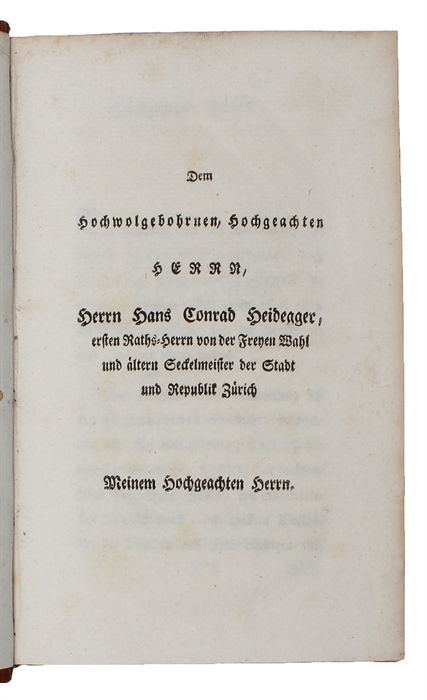 Dem
Hochwolgebohrnen, Hochgeachten
HERRN,
Herrn Hans Conrad Heidegger,
ersten Raths-Herrn von der Freyen Wahl
und ältern Seckelmeister der Stadt
und Republik Zürich
Meinem Hochgeachten Herrn.